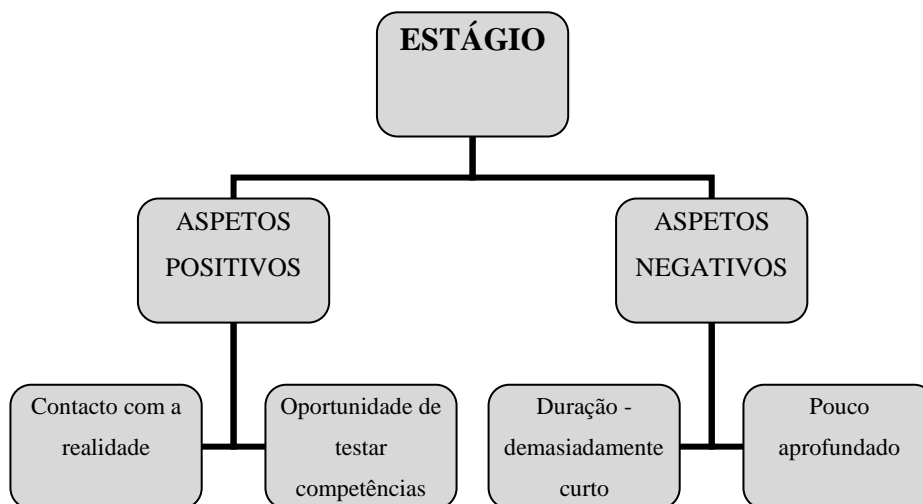 ESTÁGIO
ASPETOS
POSITIVOS
ASPETOS
NEGATIVOS
Contacto com a
realidade
Oportunidade de
testar
competências
Duração -
demasiadamente
curto
Pouco
aprofundado